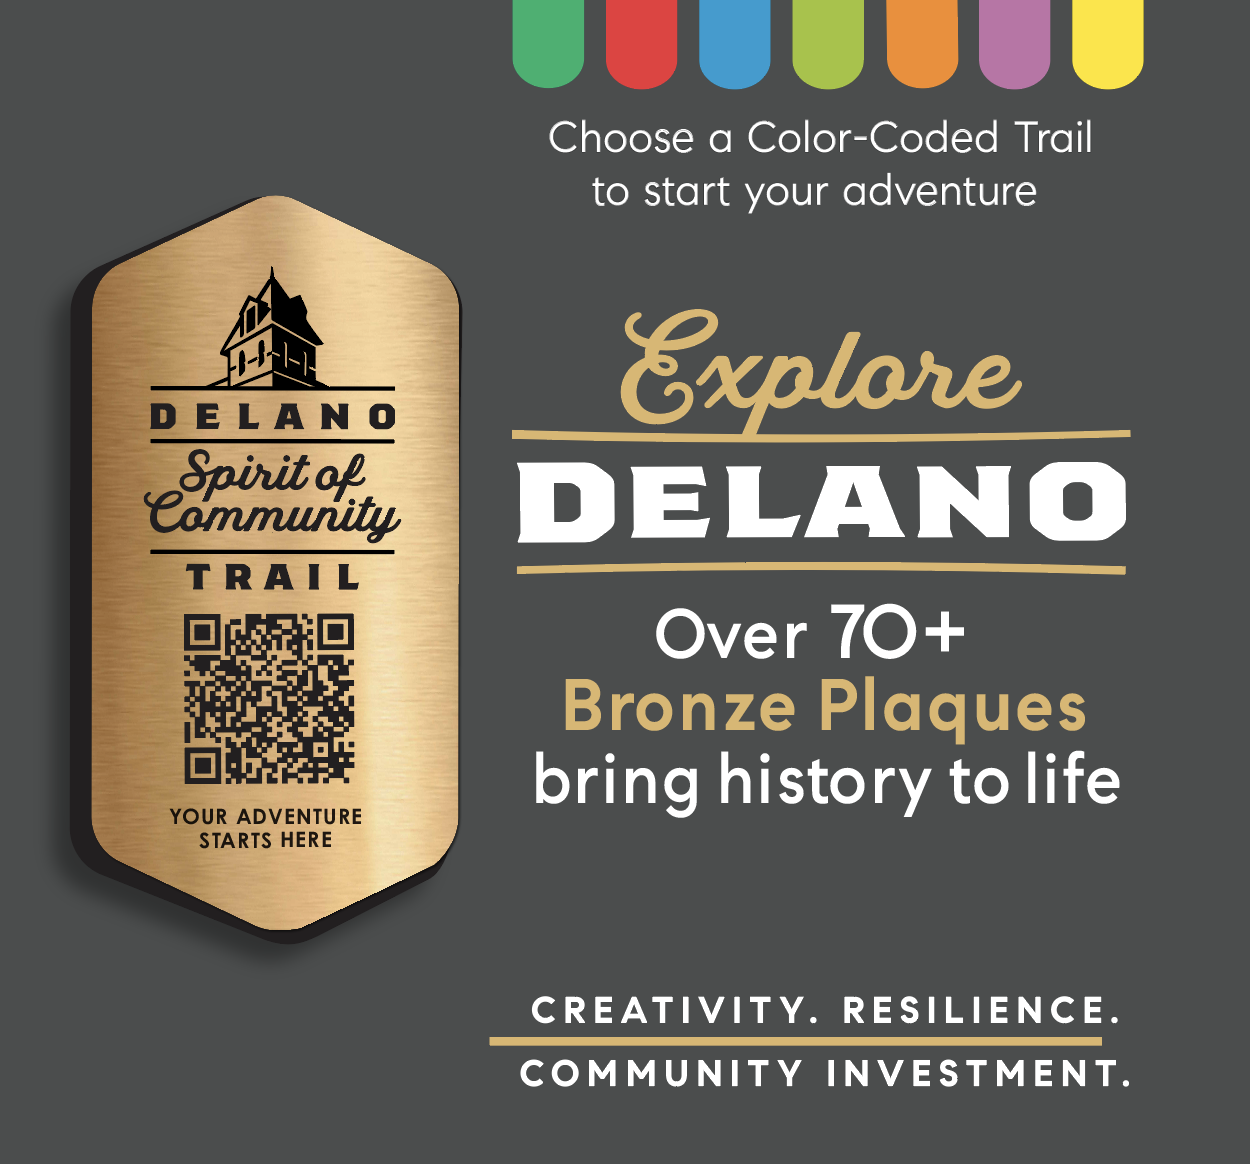 Choose a Color-Coded Trail
to start your adventure
DELANO
Spirit of
Community
TRAIL
YOUR ADVENTURE
STARTS HERE
Explore
DELANO
Over 70+
Bronze Plaques
bring history to life
CREATIVITY. RESILIENCE.
COMMUNITY INVESTMENT.